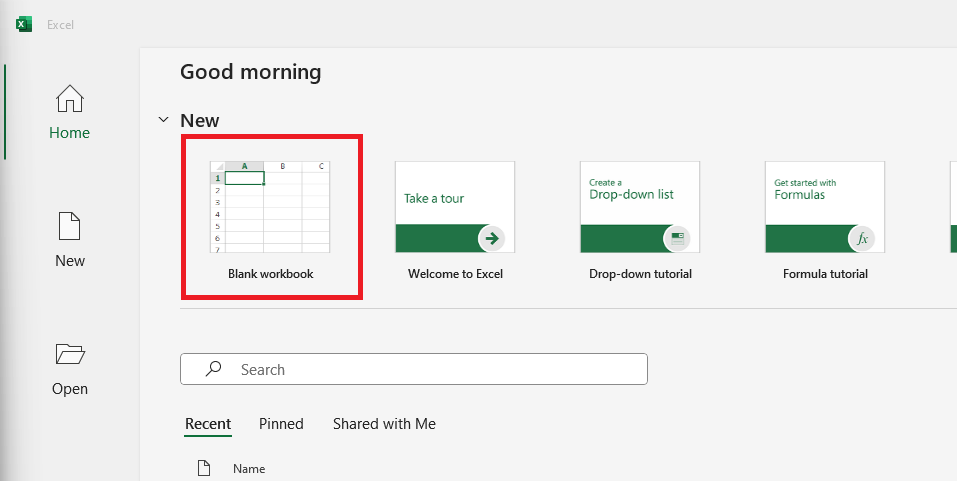 Excel
Good morning
Home
New
A B C
1
2
3
4
5
6
7
Blank workbook
Take a tour
Welcome to Excel
Create a
Drop-down list
Drop-down tutorial
Get started with
Formulas
fx
Formula tutorial
New
Search
Open
Recent Pinned Shared with Me
Name